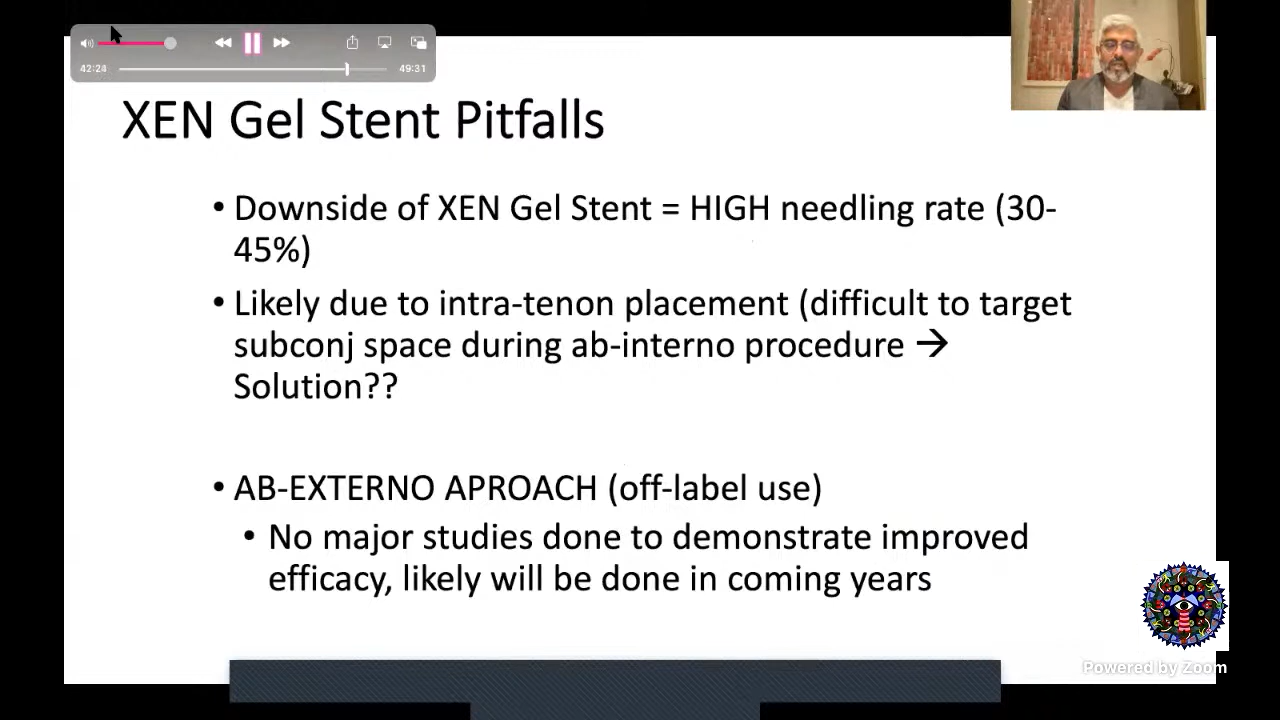 42:24
49:31
XEN Gel Stent Pitfalls
• Downside of XEN Gel Stent = HIGH needling rate (30-
45%)
• Likely due to intra-tenon placement (difficult to target
subconj space during ab-interno procedure →
Solution??
• AB-EXTERNO APROACH (off-label use)
• No major studies done to demonstrate improved
efficacy, likely will be done in coming years
Powered by Zoom